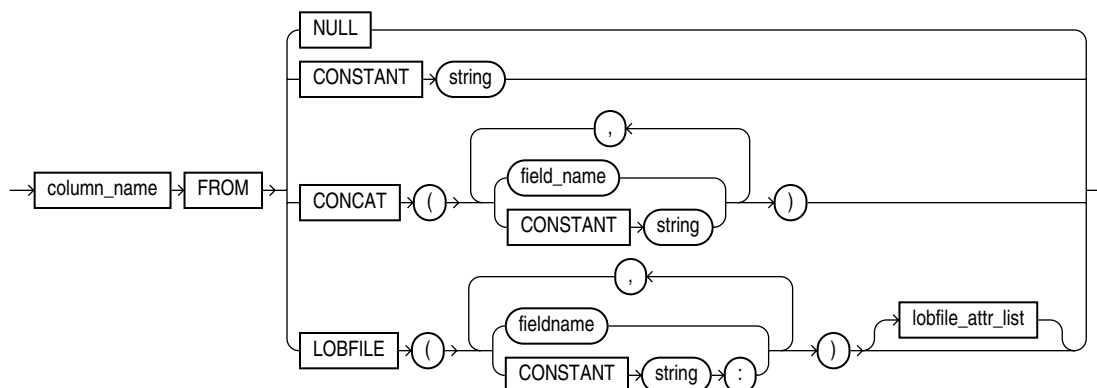 NULL
CONSTANT string
,
field_name
column_name FROM CONCAT ( CONSTANT string )
,
fieldname
LOBFILE ( CONSTANT string : ) lobfile_attr_list